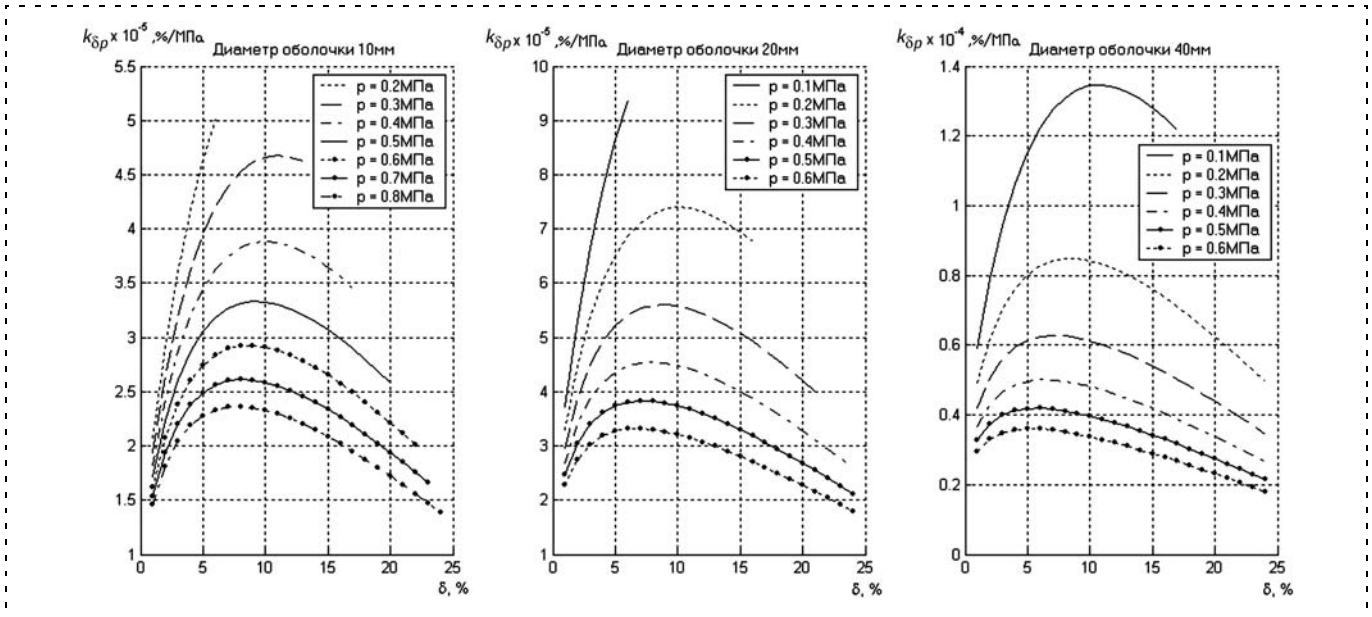 k δp x 10⁻⁵ ,%/МПа
Диаметр оболочки 10мм
5.5
5
4.5
4
3.5
3
2.5
2
1.5
1
0 5 10 15 20 25
δ, %
p = 0.2МПа
p = 0.3МПа
p = 0.4МПа
p = 0.5МПа
p = 0.6МПа
p = 0.7МПа
p = 0.8МПа
k δp x 10⁻⁵ ,%/МПа
Диаметр оболочки 20мм
10
9
8
7
6
5
4
3
2
1
0 5 10 15 20 25
δ, %
p = 0.1МПа
p = 0.2МПа
p = 0.3МПа
p = 0.4МПа
p = 0.5МПа
p = 0.6МПа
k δp x 10⁻⁴ ,%/МПа
Диаметр оболочки 40мм
1.4
1.2
1
0.8
0.6
0.4
0.2
0
0 5 10 15 20 25
δ, %
p = 0.1МПа
p = 0.2МПа
p = 0.3МПа
p = 0.4МПа
p = 0.5МПа
p = 0.6МПа